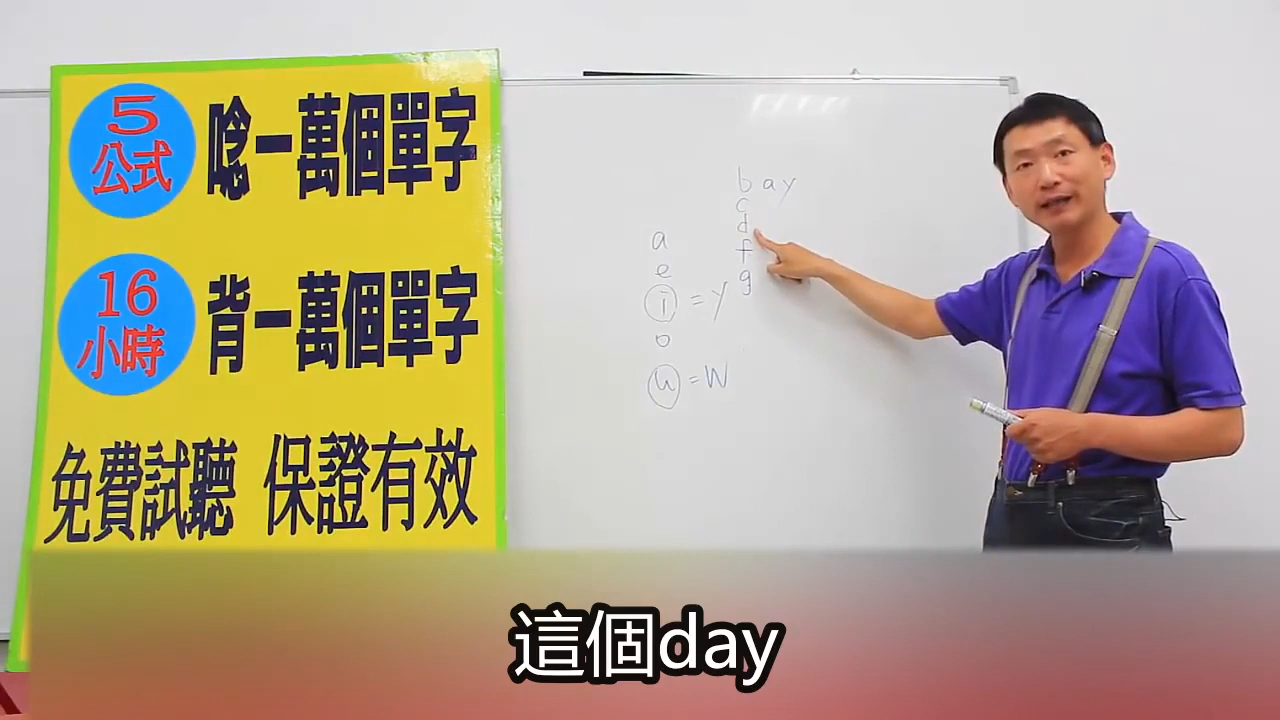 5
公式
唸一萬個單字
16
小時
背一萬個單字
免費試聽 保證有效
b a y
c
d
f
g
a
e
i = y
o
u = w
這個day